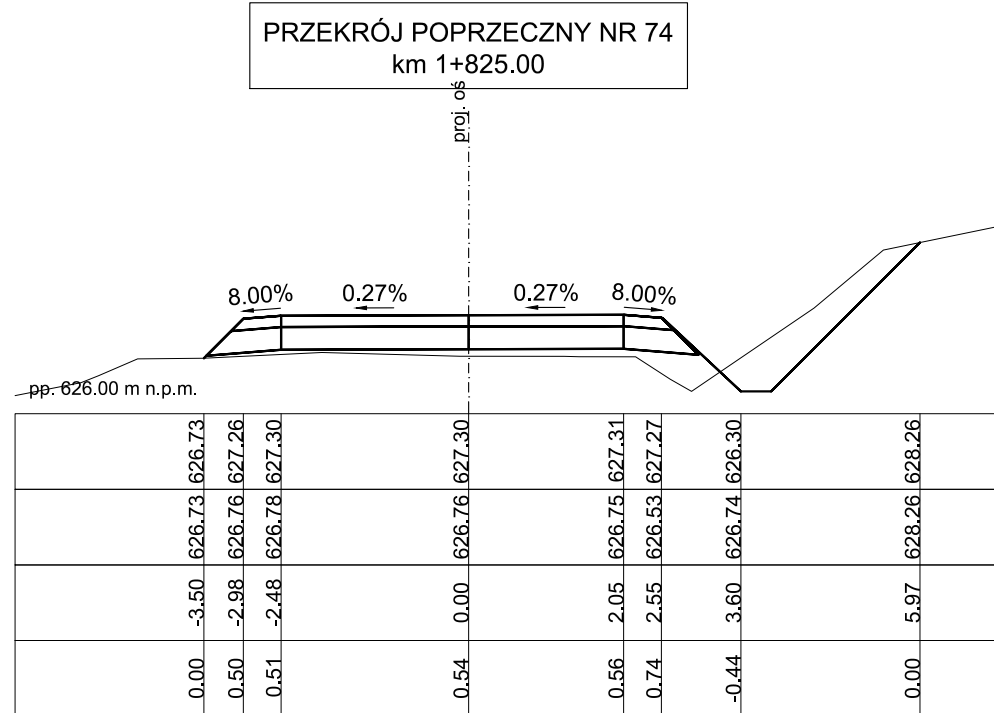 PRZEKRÓJ POPRZECZNY NR 74
km 1+825.00
proj. oś
8.00% 0.27% 0.27% 8.00%
pp. 626.00 m n.p.m.
626.73 627.26 627.30 627.30 627.31 627.27 626.30 628.26
626.73 626.76 626.78 626.76 626.75 626.53 626.74 628.26
-3.50 -2.98 -2.48 0.00 2.05 2.55 3.60 5.97
0.00 0.50 0.51 0.54 0.56 0.74 -0.44 0.00